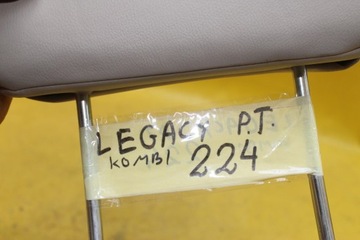 LEGACY P.T.
KOMBI 224